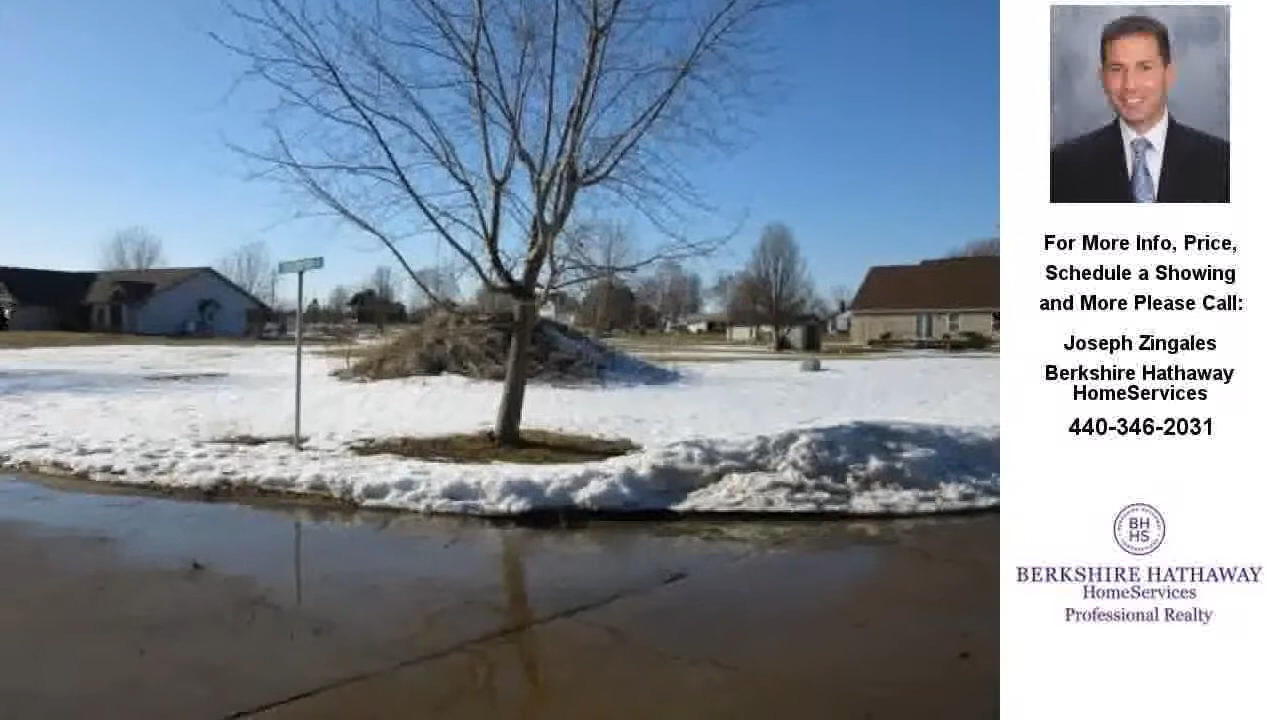 For More Info, Price,
Schedule a Showing
and More Please Call:
Joseph Zingales
Berkshire Hathaway
HomeServices
440-346-2031
BH
HS
BERKSHIRE HATHAWAY
HomeServices
Professional Realty